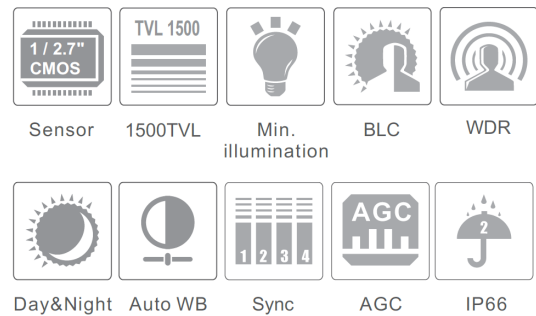 1 / 2.7"
CMOS
TVL 1500
Sensor
1500TVL
Min.
illumination
BLC
WDR
1 2 3 4
AGC
2
Day&Night
Auto WB
Sync
AGC
IP66